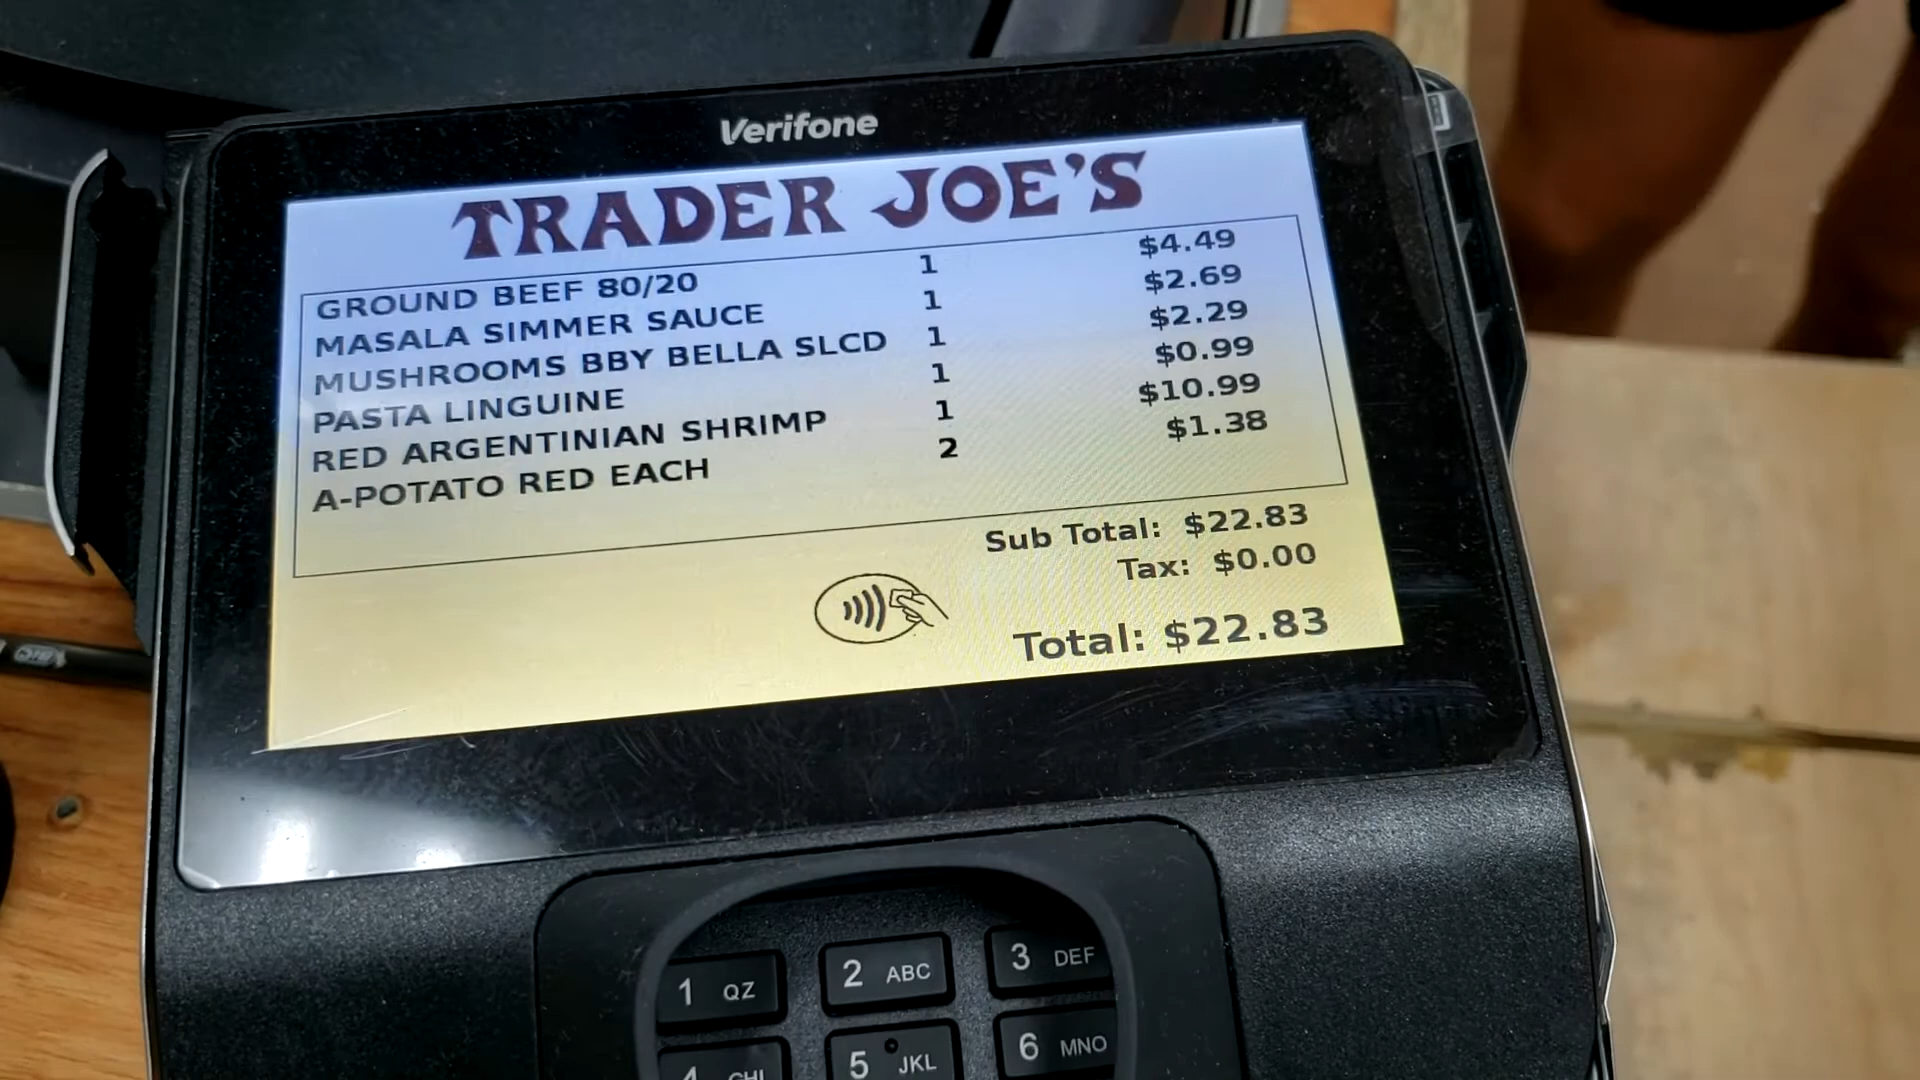 Verifone
TRADER JOE'S
GROUND BEEF 80/20 1 $4.49
MASALA SIMMER SAUCE 1 $2.69
MUSHROOMS BBY BELLA SLCD 1 $2.29
PASTA LINGUINE 1 $0.99
RED ARGENTINIAN SHRIMP 1 $10.99
A-POTATO RED EACH 2 $1.38
Sub Total: $22.83
Tax: $0.00
Total: $22.83
1 QZ 2 ABC 3 DEF
4 GHI 5 JKL 6 MNO